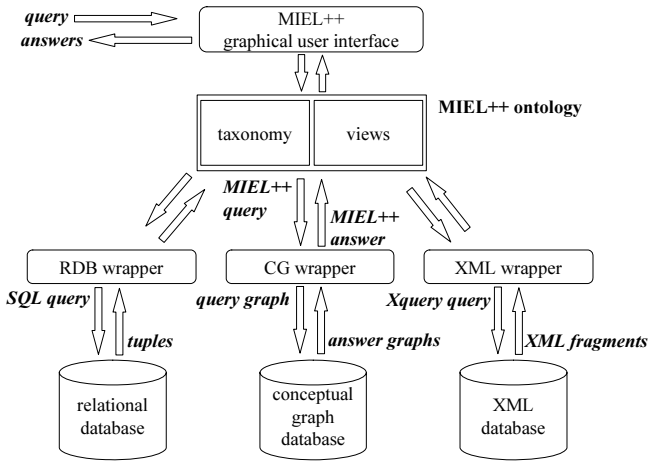 query
answers
MIEL++
graphical user interface
MIEL++ ontology
taxonomy
views
MIEL++
query
MIEL++
answer
RDB wrapper
CG wrapper
XML wrapper
SQL query
query graph
Xquery query
tuples
answer graphs
XML fragments
relational
database
conceptual
graph
database
XML
database